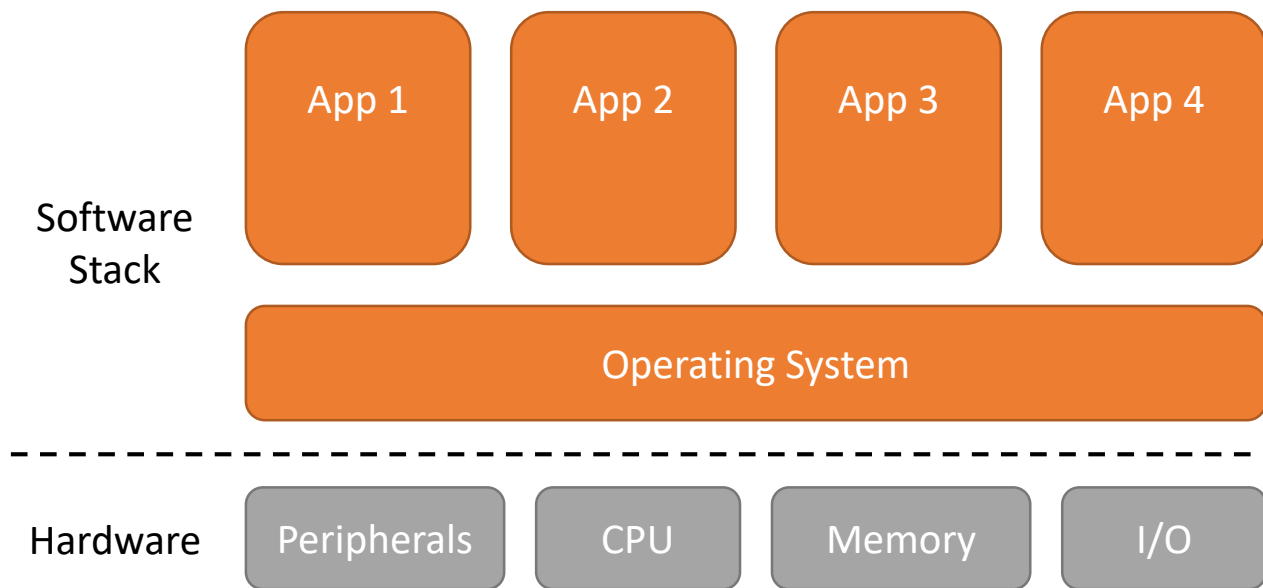 App 1
App 2
App 3
App 4
Software
Stack
Operating System
Hardware
Peripherals
CPU
Memory
I/O